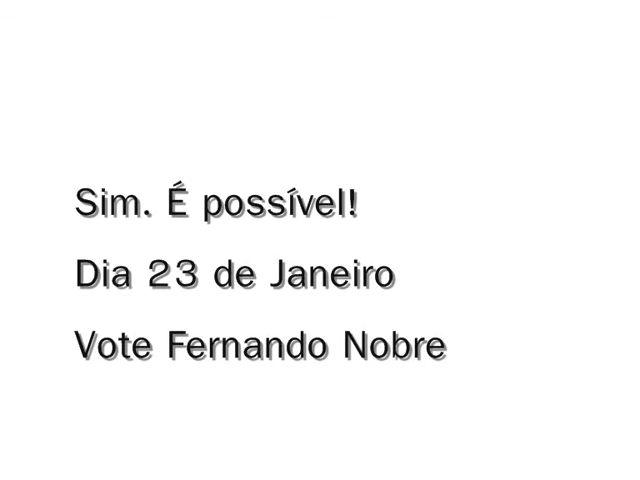 Sim. É possível!
Dia 23 de Janeiro
Vote Fernando Nobre